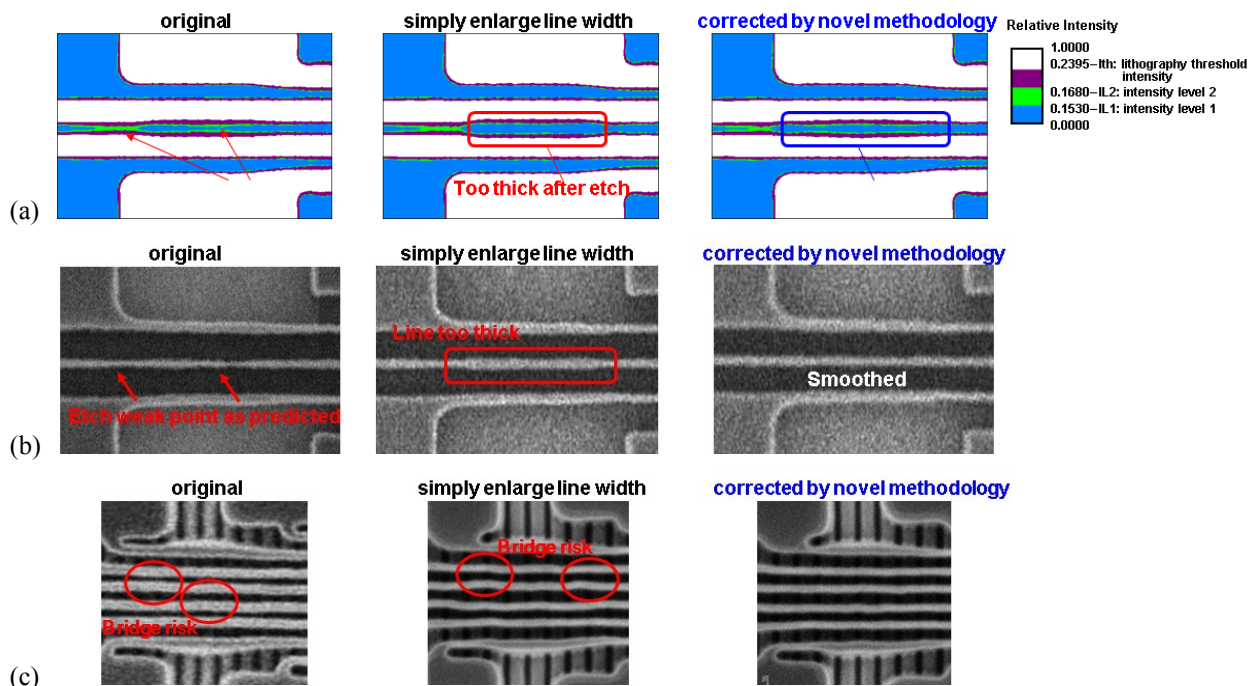 original
simply enlarge line width
corrected by novel methodology
Relative Intensity
1.0000
0.2395–Ith: lithography threshold
intensity
0.1680–IL2: intensity level 2
0.1530–IL1: intensity level 1
0.0000
Too thick after etch
(a)
original
simply enlarge line width
corrected by novel methodology
Line too thick
Etch weak point as predicted
Smoothed
(b)
original
simply enlarge line width
corrected by novel methodology
Bridge risk
Bridge risk
(c)